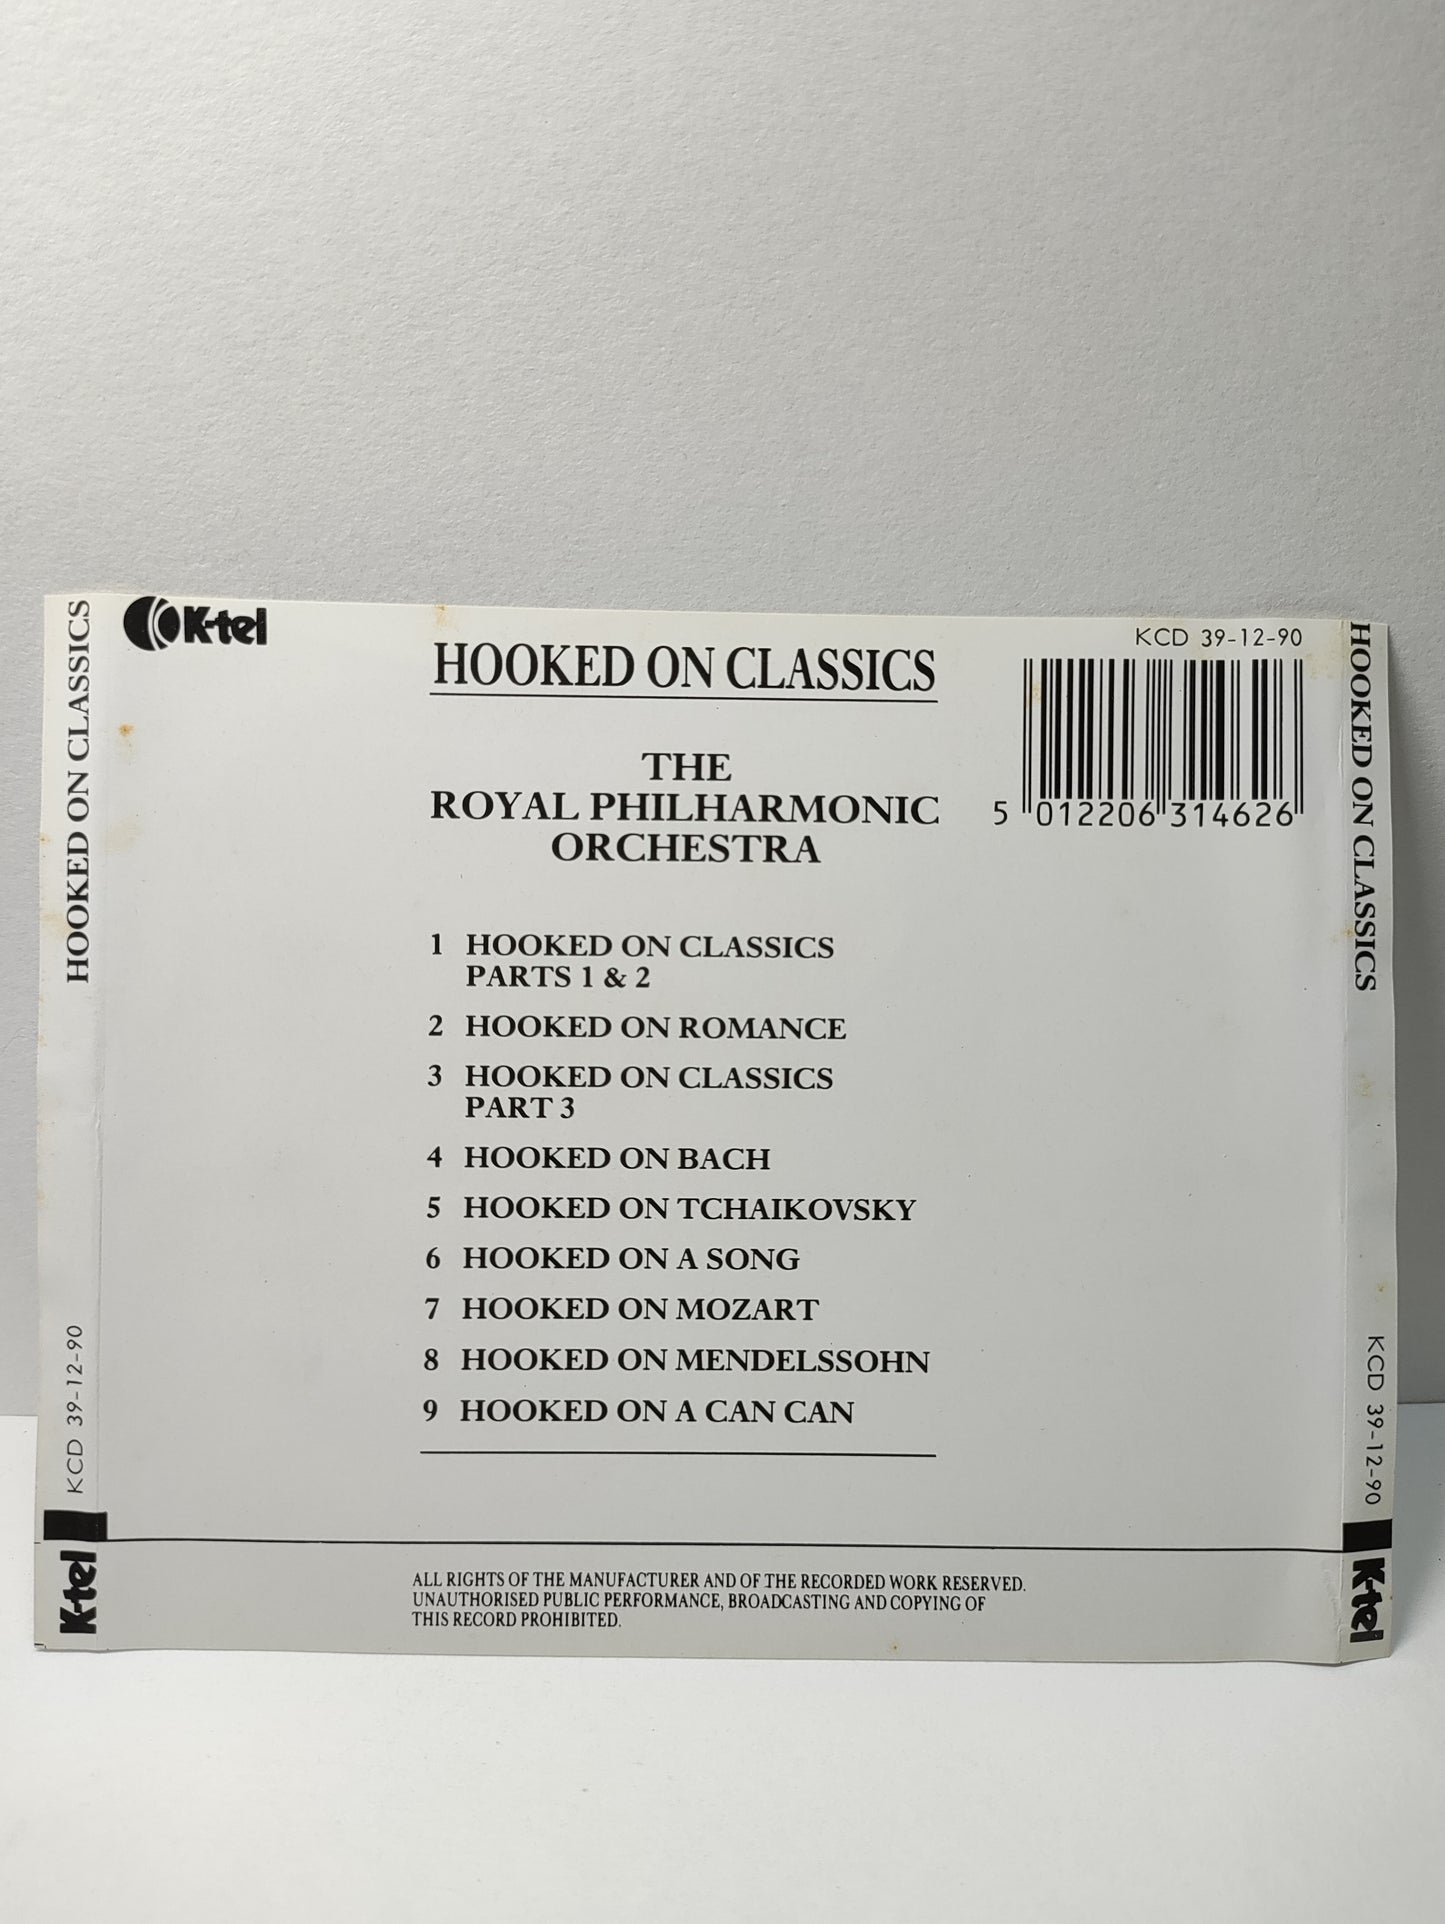 K-tel
HOOKED ON CLASSICS
THE
ROYAL PHILHARMONIC
ORCHESTRA
KCD 39-12-90
5 012206 314626
1 HOOKED ON CLASSICS
PARTS 1 & 2
2 HOOKED ON ROMANCE
3 HOOKED ON CLASSICS
PART 3
4 HOOKED ON BACH
5 HOOKED ON TCHAIKOVSKY
6 HOOKED ON A SONG
7 HOOKED ON MOZART
8 HOOKED ON MENDELSSOHN
9 HOOKED ON A CAN CAN
ALL RIGHTS OF THE MANUFACTURER AND OF THE RECORDED WORK RESERVED.
UNAUTHORISED PUBLIC PERFORMANCE, BROADCASTING AND COPYING OF
THIS RECORD PROHIBITED.
HOOKED ON CLASSICS
KCD 39-12-90
K-tel
HOOKED ON CLASSICS
KCD 39-12-90
K-tel